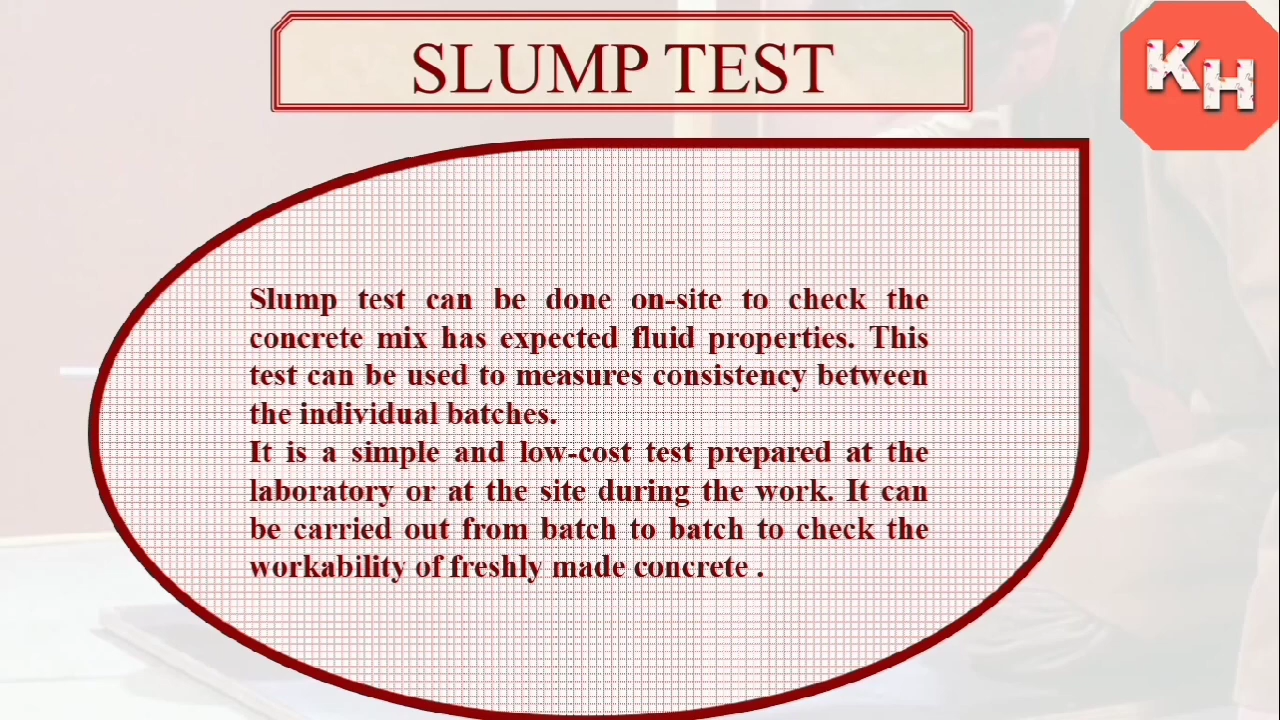 SLUMP TEST
KH
Slump test can be done on-site to check the
concrete mix has expected fluid properties. This
test can be used to measures consistency between
the individual batches.
It is a simple and low-cost test prepared at the
laboratory or at the site during the work. It can
be carried out from batch to batch to check the
workability of freshly made concrete .